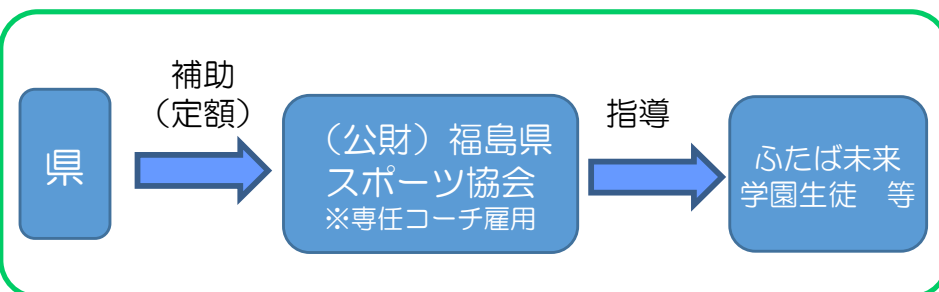 県
補助
（定額）
（公財）福島県
スポーツ協会
※専任コーチ雇用
指導
ふたば未来
学園生徒　等